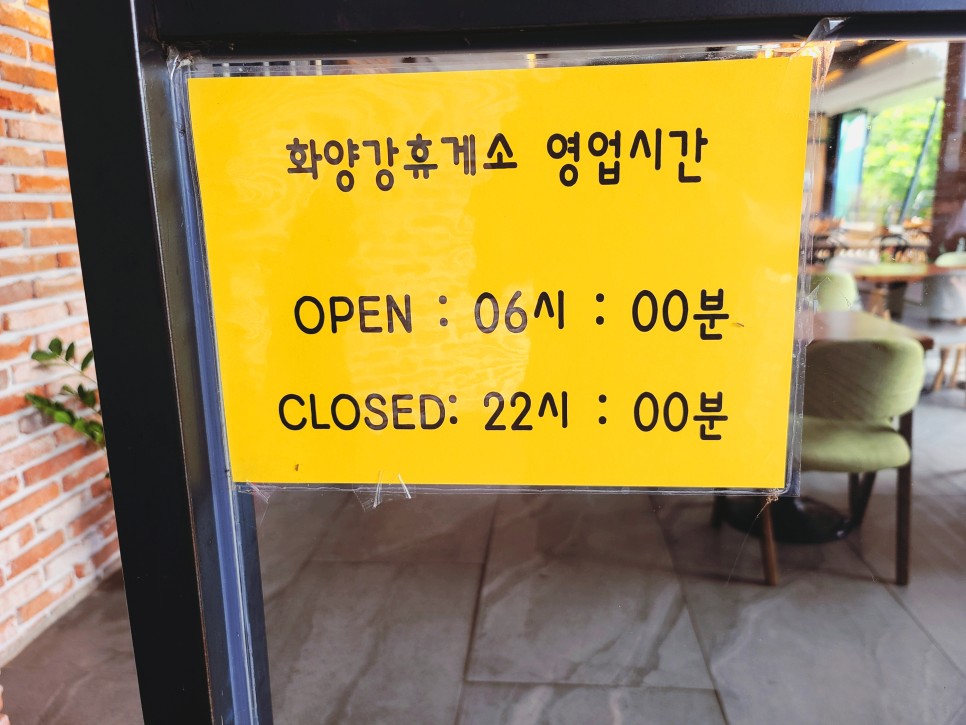 화양강휴게소 영업시간
OPEN : 06시 : 00분
CLOSED: 22시 : 00분